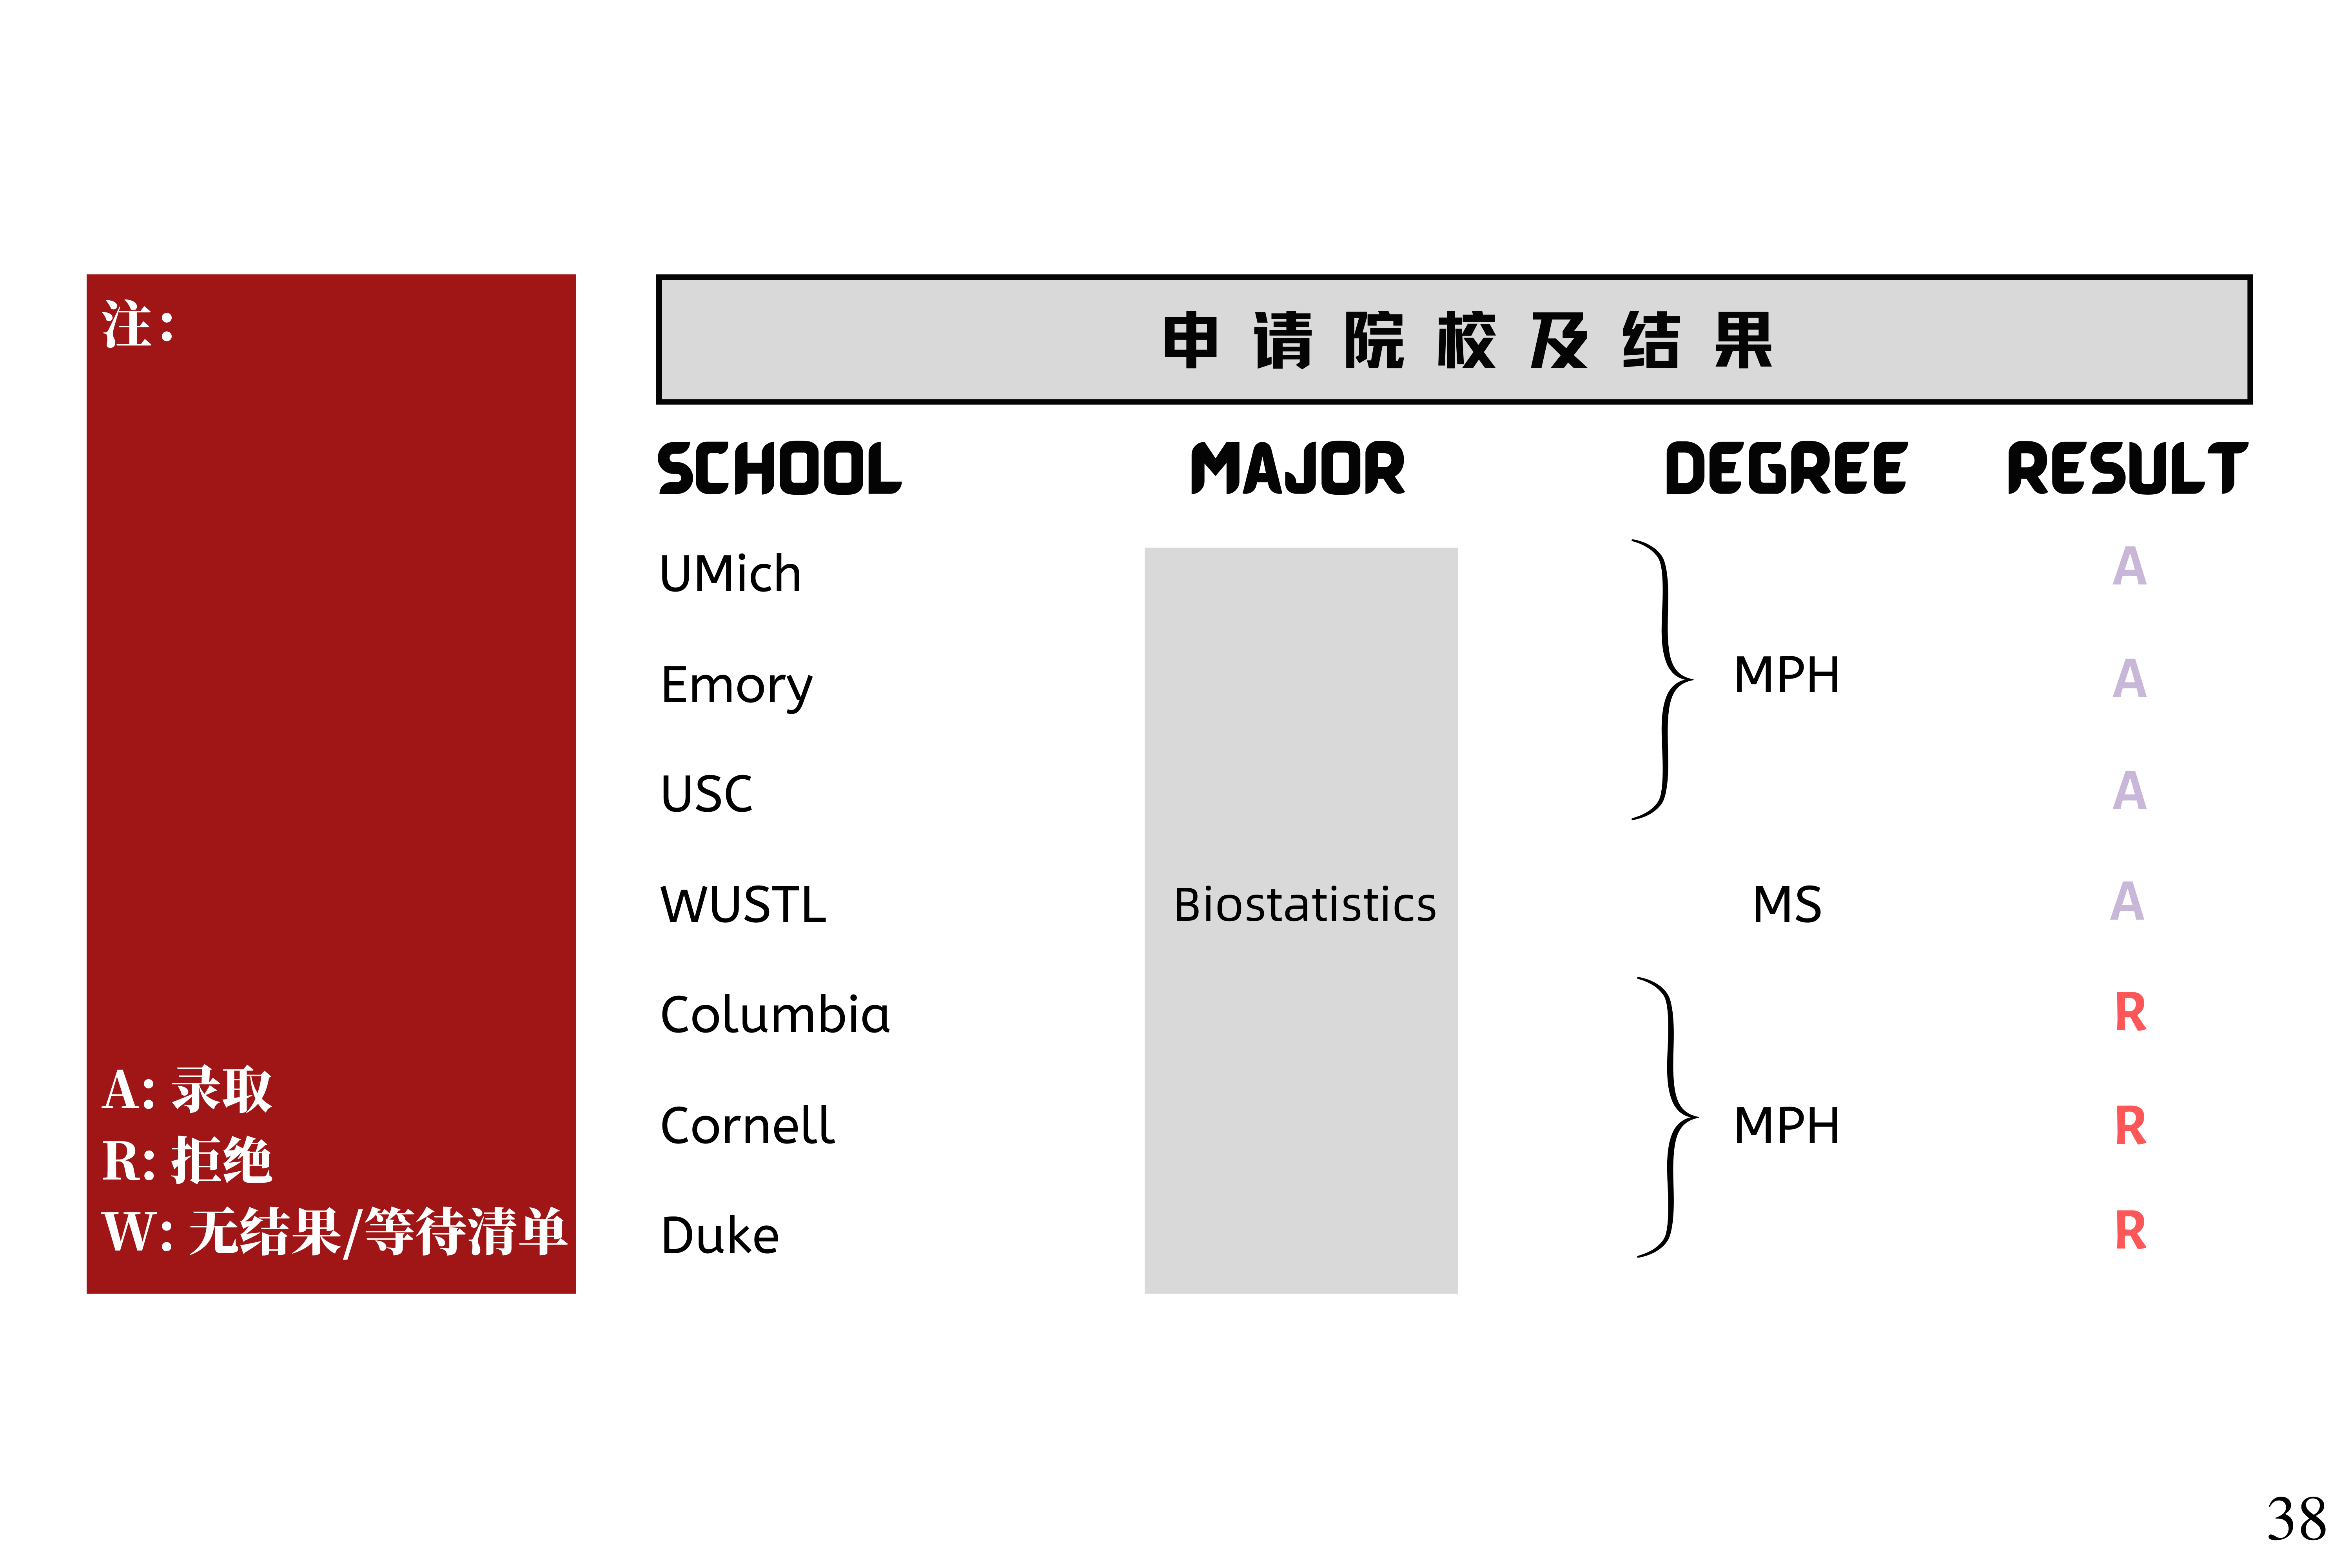 注：
A: 录取
R: 拒绝
W: 无结果/等待清单
申请院校及结果
SCHOOL MAJOR DEGREE RESULT
UMich A
Emory MPH A
USC A
WUSTL Biostatistics MS A
Columbia R
Cornell MPH R
Duke R
38